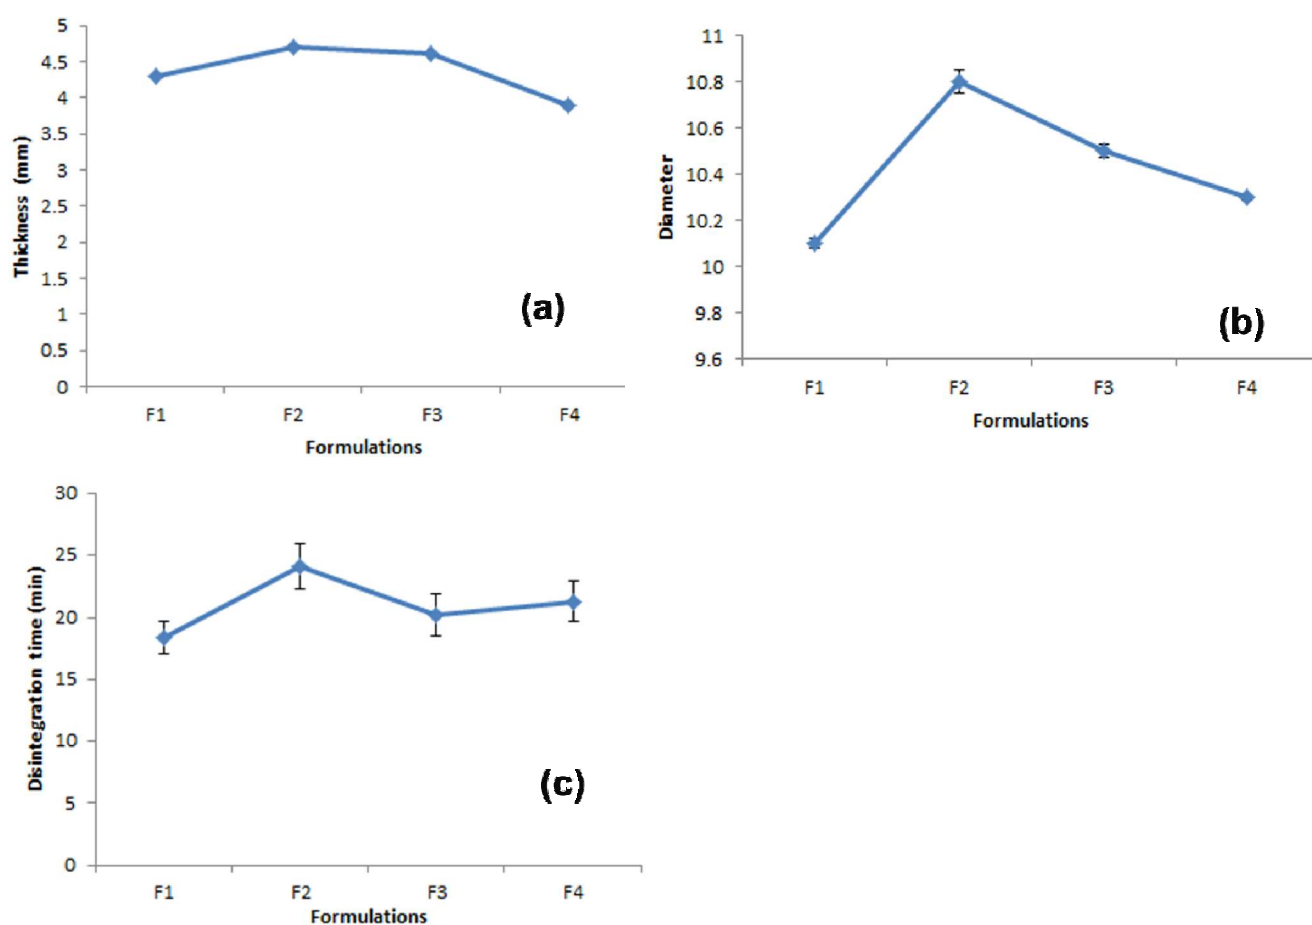 5
4.5
4
3.5
3
2.5
2
1.5
1
0.5
0
Thickness (mm)
(a)
F1 F2 F3 F4
Formulations
11
10.8
10.6
10.4
10.2
10
9.8
9.6
Diameter
(b)
F1 F2 F3 F4
Formulations
30
25
20
15
10
5
0
Disintegration time (min)
(c)
F1 F2 F3 F4
Formulations